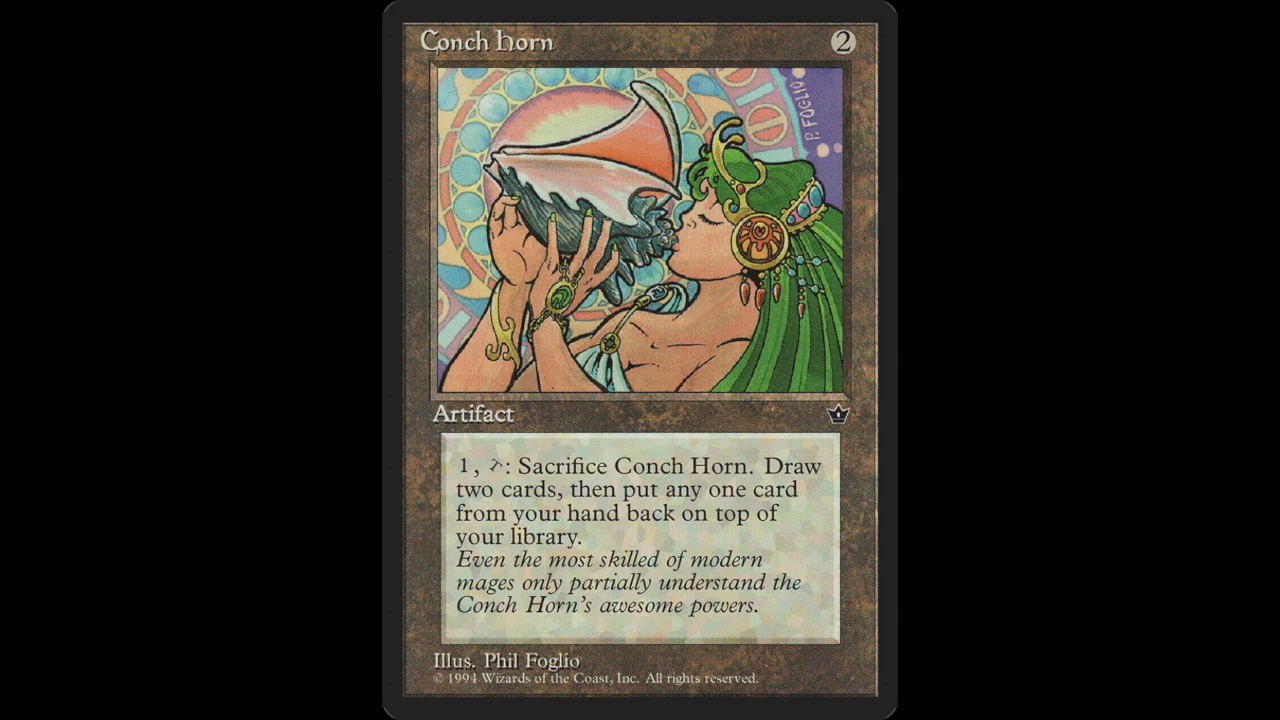 Conch Horn 2
P. FOGLIO
Artifact
1, : Sacrifice Conch Horn. Draw
two cards, then put any one card
from your hand back on top of
your library.
Even the most skilled of modern
mages only partially understand the
Conch Horn's awesome powers.
Illus. Phil Foglio
© 1994 Wizards of the Coast, Inc. All rights reserved.